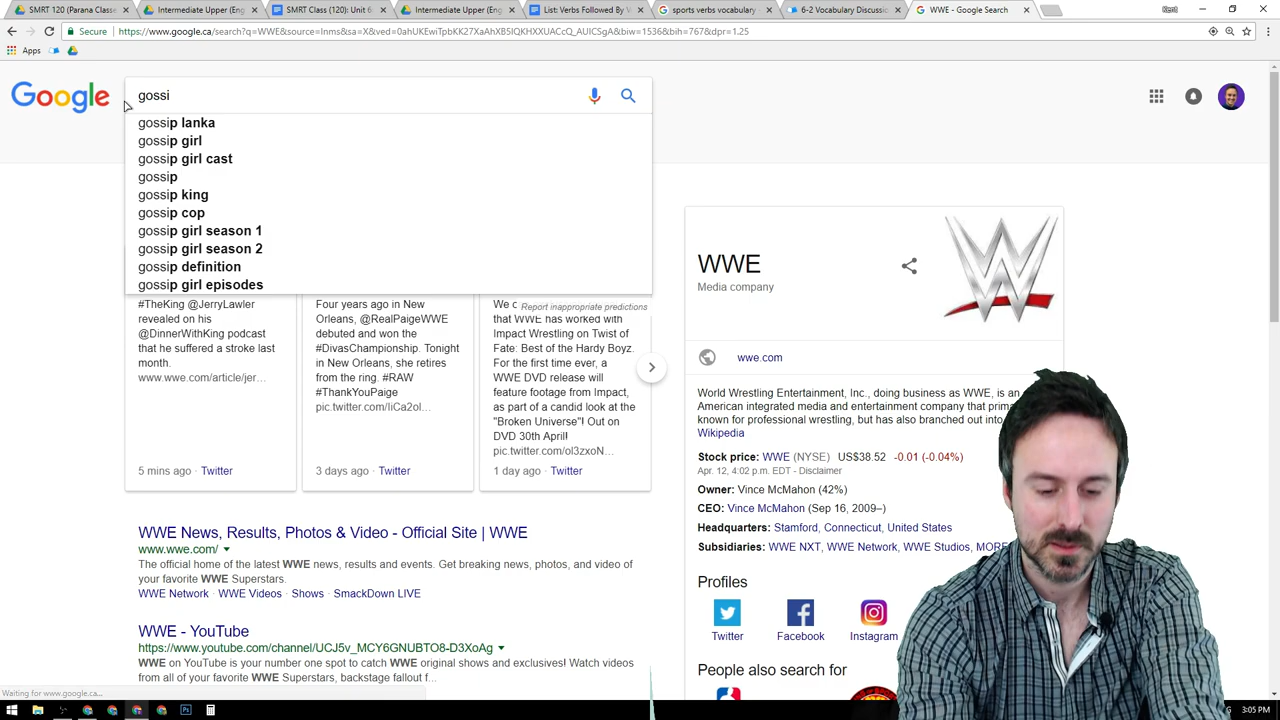 SMRT 120 (Parana Classe
Intermediate Upper (Eng
SMRT Class (120): Unit 6
Intermediate Upper (Eng
List: Verbs Followed By
sports verbs vocabulary
6-2 Vocabulary Discussi
WWE - Google Search
Secure
https://www.google.ca/search?q=WWE&source=lnms&sa=X&ved=0ahUKEwiTpbKK27XaAhXB5IQKHXXUACcQ_AUICSgA&biw=1536&bih=767&dpr=1.25
Apps
Google
gossi
gossip lanka
gossip girl
gossip girl cast
gossip
gossip king
gossip cop
gossip girl season 1
gossip girl season 2
gossip definition
gossip girl episodes
Report inappropriate predictions
#TheKing @JerryLawler
revealed on his
@DinnerWithKing podcast
that he suffered a stroke last
month.
www.wwe.com/article/jer...
5 mins ago · Twitter
Four years ago in New
Orleans, @RealPaigeWWE
debuted and won the
#DivasChampionship. Tonight
in New Orleans, she retires
from the ring. #RAW
#ThankYouPaige
pic.twitter.com/liCa2ol...
3 days ago · Twitter
We c
that WWE has worked with
Impact Wrestling on Twist of
Fate: Best of the Hardy Boyz.
For the first time ever, a
WWE DVD release will
feature footage from Impact,
as part of a candid look at the
"Broken Universe"! Out on
DVD 30th April!
pic.twitter.com/ol3zxoN...
1 day ago · Twitter
WWE News, Results, Photos & Video - Official Site | WWE
www.wwe.com/
The official home of the latest WWE news, results and events. Get breaking news, photos, and video of
your favorite WWE Superstars.
WWE Network · WWE Videos · Shows · SmackDown LIVE
WWE - YouTube
https://www.youtube.com/channel/UCJ5v_MCY6GNUBTO8-D3XoAg
WWE on YouTube is your number one spot to catch WWE original shows and exclusives! Watch videos
from all of your favorite WWE Superstars, backstage fallout f...
WWE
Media company
wwe.com
World Wrestling Entertainment, Inc., doing business as WWE, is an
American integrated media and entertainment company that prim
known for professional wrestling, but has also branched out into
Wikipedia
Stock price: WWE (NYSE) US$38.52 -0.01 (-0.04%)
Apr. 12, 4:02 p.m. EDT - Disclaimer
Owner: Vince McMahon (42%)
CEO: Vince McMahon (Sep 16, 2009–)
Headquarters: Stamford, Connecticut, United States
Subsidiaries: WWE NXT, WWE Network, WWE Studios, MORE
Profiles
Twitter
Facebook
Instagram
People also search for
Waiting for www.google.ca...
3:05 PM